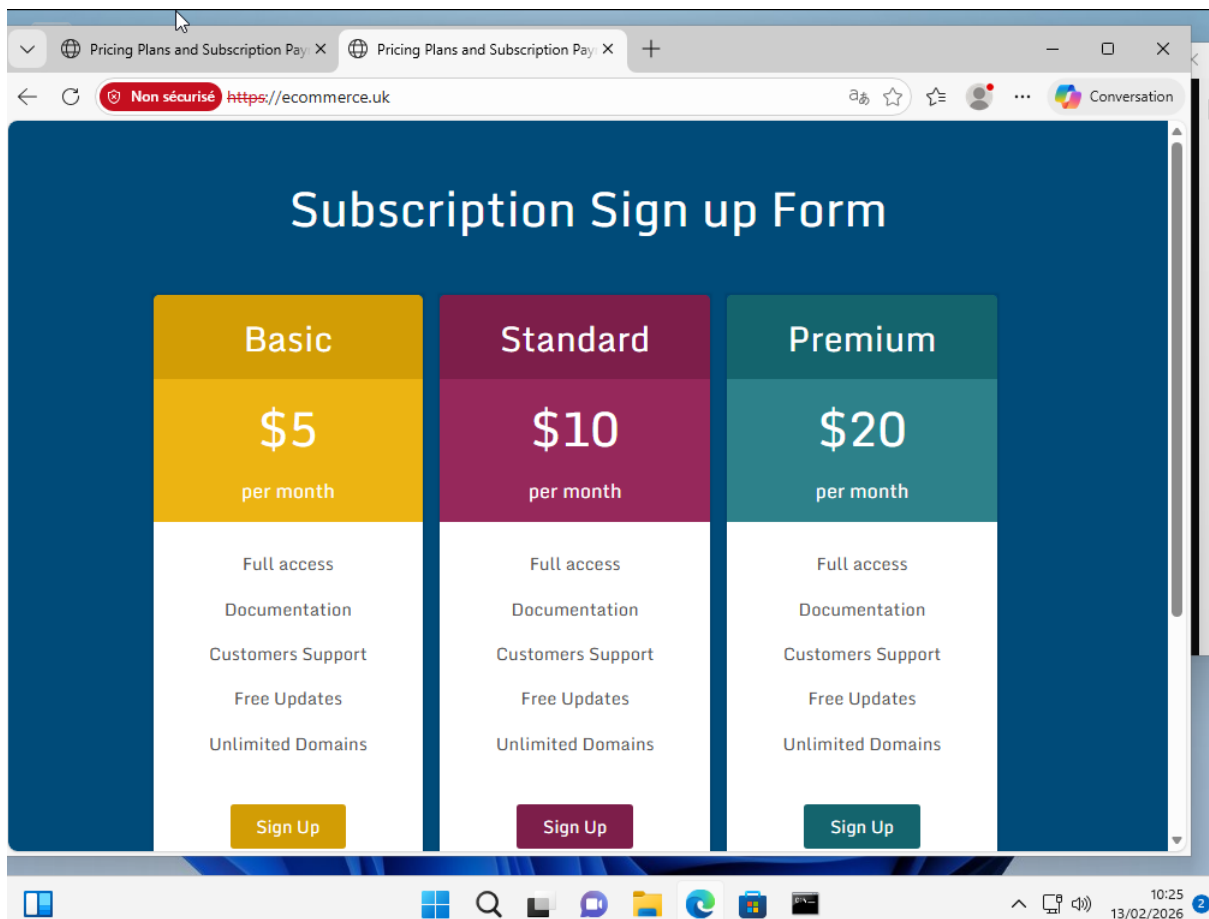 Pricing Plans and Subscription Pay
Pricing Plans and Subscription Pay
Non sécurisé https://ecommerce.uk
Conversation
Subscription Sign up Form
Basic
$5
per month
Full access
Documentation
Customers Support
Free Updates
Unlimited Domains
Sign Up
Standard
$10
per month
Full access
Documentation
Customers Support
Free Updates
Unlimited Domains
Sign Up
Premium
$20
per month
Full access
Documentation
Customers Support
Free Updates
Unlimited Domains
Sign Up
10:25
13/02/2026
2